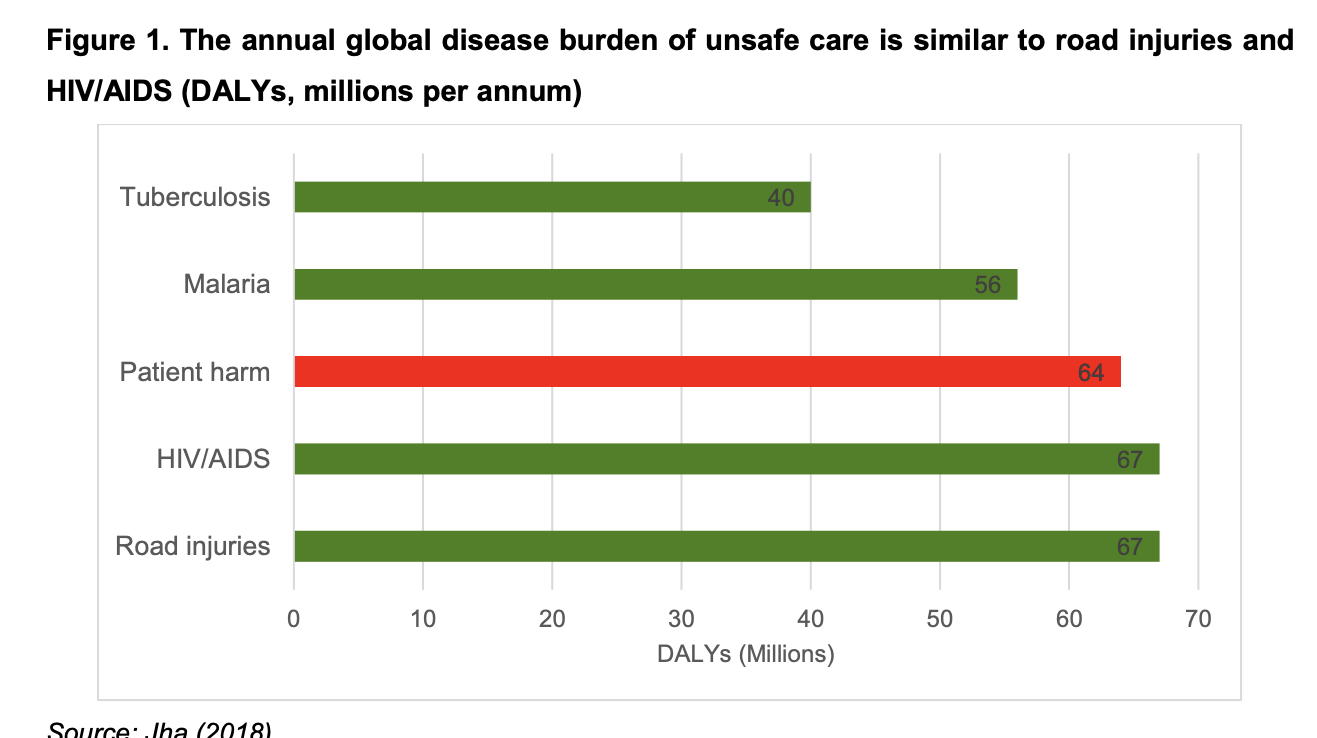 Figure 1. The annual global disease burden of unsafe care is similar to road injuries and
HIV/AIDS (DALYs, millions per annum)
Tuberculosis 40
Malaria 56
Patient harm 64
HIV/AIDS 67
Road injuries 67
0 10 20 30 40 50 60 70
DALYs (Millions)
Source: Jha (2018)